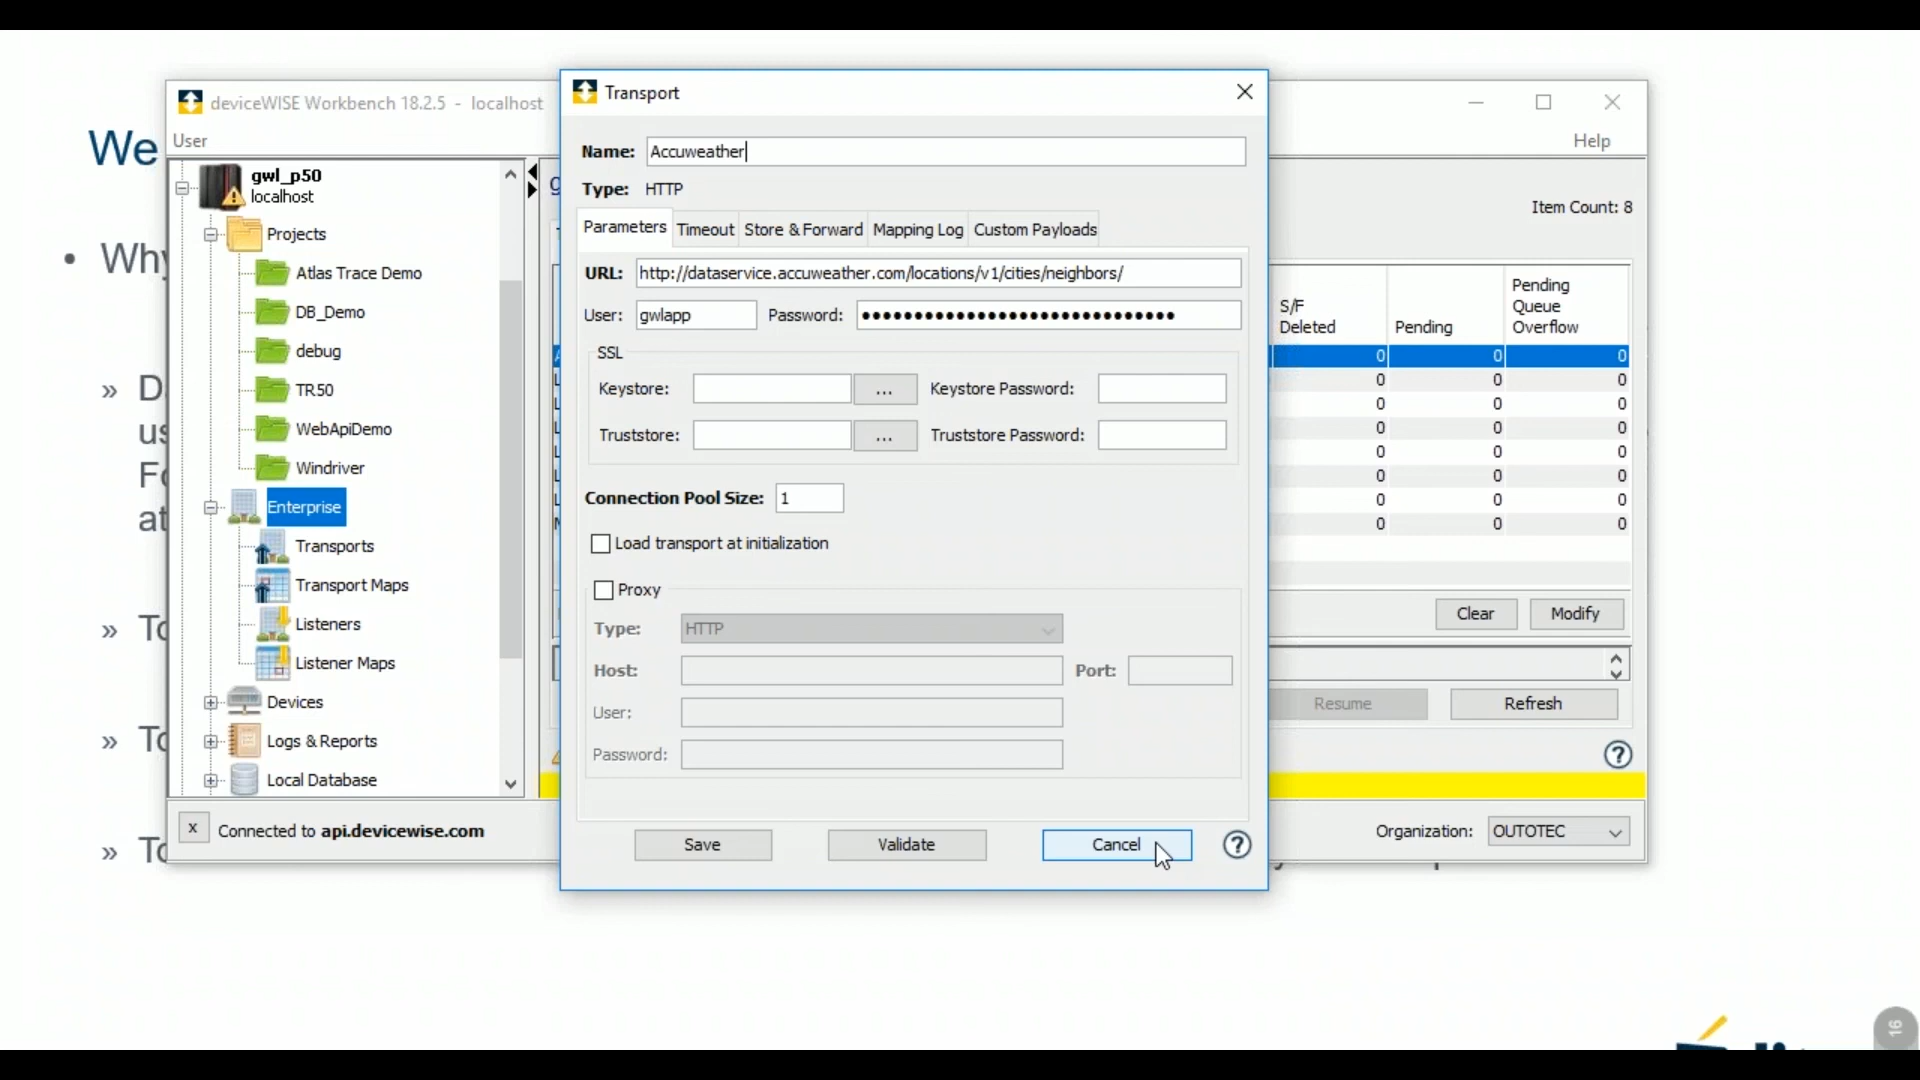 We
Why
deviceWISE Workbench 18.2.5 - localhost
User
Help
gwl_p50
localhost
Projects
Atlas Trace Demo
DB_Demo
debug
TR50
WebApiDemo
Windriver
Enterprise
Transports
Transport Maps
Listeners
Listener Maps
Devices
Logs & Reports
Local Database
x Connected to api.devicewise.com
Transport
Name: Accuweather
Type: HTTP
Parameters Timeout Store & Forward Mapping Log Custom Payloads
URL: http://dataservice.accuweather.com/locations/v1/cities/neighbors/
User: gwlapp Password: ••••••••••••••••••••••••••••••
SSL
Keystore: ... Keystore Password:
Truststore: ... Truststore Password:
Connection Pool Size: 1
Load transport at initialization
Proxy
Type: HTTP
Host: Port:
User:
Password:
Save Validate Cancel ?
Item Count: 8
S/F Deleted
Pending
Pending Queue Overflow
0 0 0
0 0 0
0 0 0
0 0 0
0 0 0
0 0 0
0 0 0
0 0 0
Clear Modify
Resume Refresh
?
Organization: OUTOTEC
16